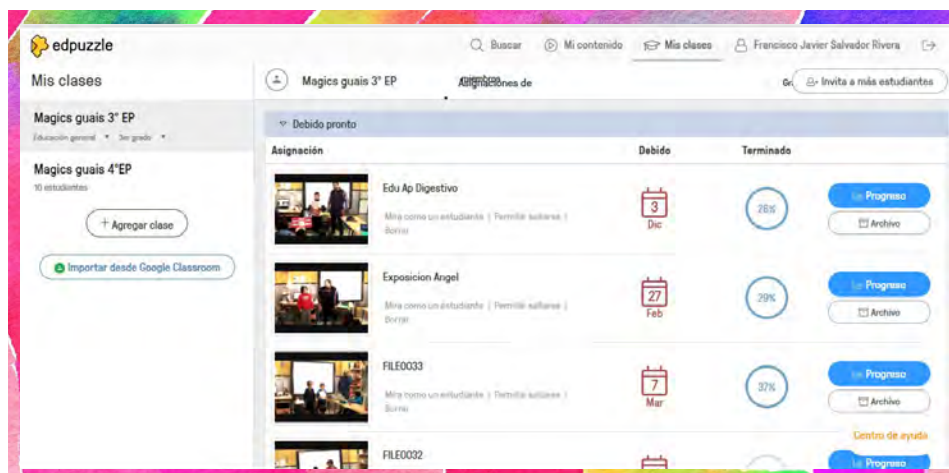 edpuzzle
Buscar Mi contenido Mis clases Francisco Javier Salvador Rivera
Mis clases
Magics guais 3° EP
Asignaciones de
Invita a más estudiantes
Magics guais 3° EP
Educación general 3er grado
Magics guais 4°EP
10 estudiantes
+ Agregar clase
Importar desde Google Classroom
Debido pronto
Asignación Debido Terminado
Edu Ap Digestivo
Mira como un estudiante | Permitir saltarse |
Borrar
3
Dic
26%
Progreso
Archivo
Exposicion Angel
Mira como un estudiante | Permitir saltarse |
Borrar
27
Feb
29%
Progreso
Archivo
FILE0033
Mira como un estudiante | Permitir saltarse |
Borrar
7
Mar
37%
Progreso
Archivo
Centro de ayuda
FILE0032
Progreso